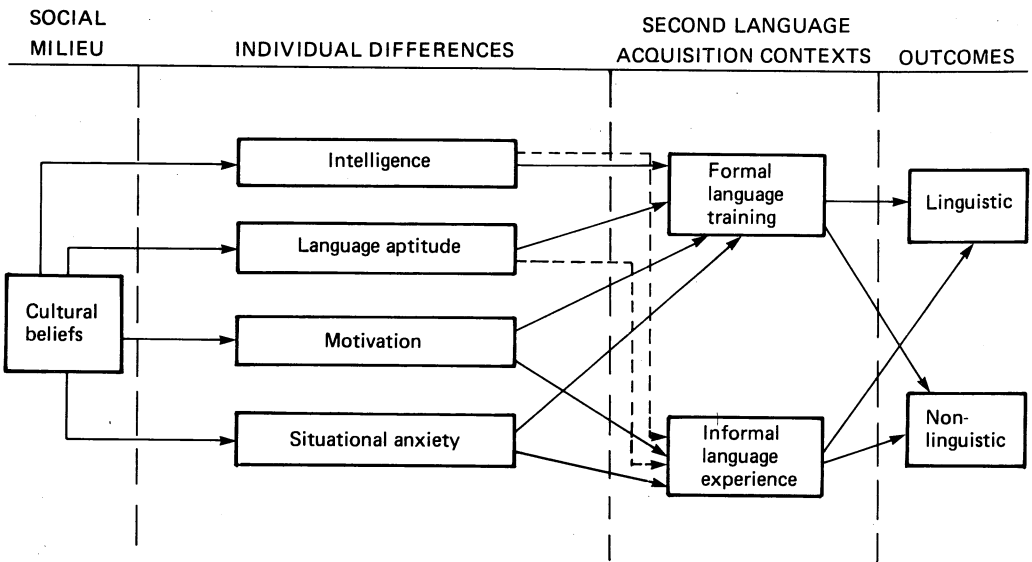 SOCIAL
MILIEU
INDIVIDUAL DIFFERENCES
SECOND LANGUAGE
ACQUISITION CONTEXTS
OUTCOMES
Intelligence
Formal
language
training
Linguistic
Language aptitude
Cultural
beliefs
Motivation
Situational anxiety
Informal
language
experience
Non-
linguistic